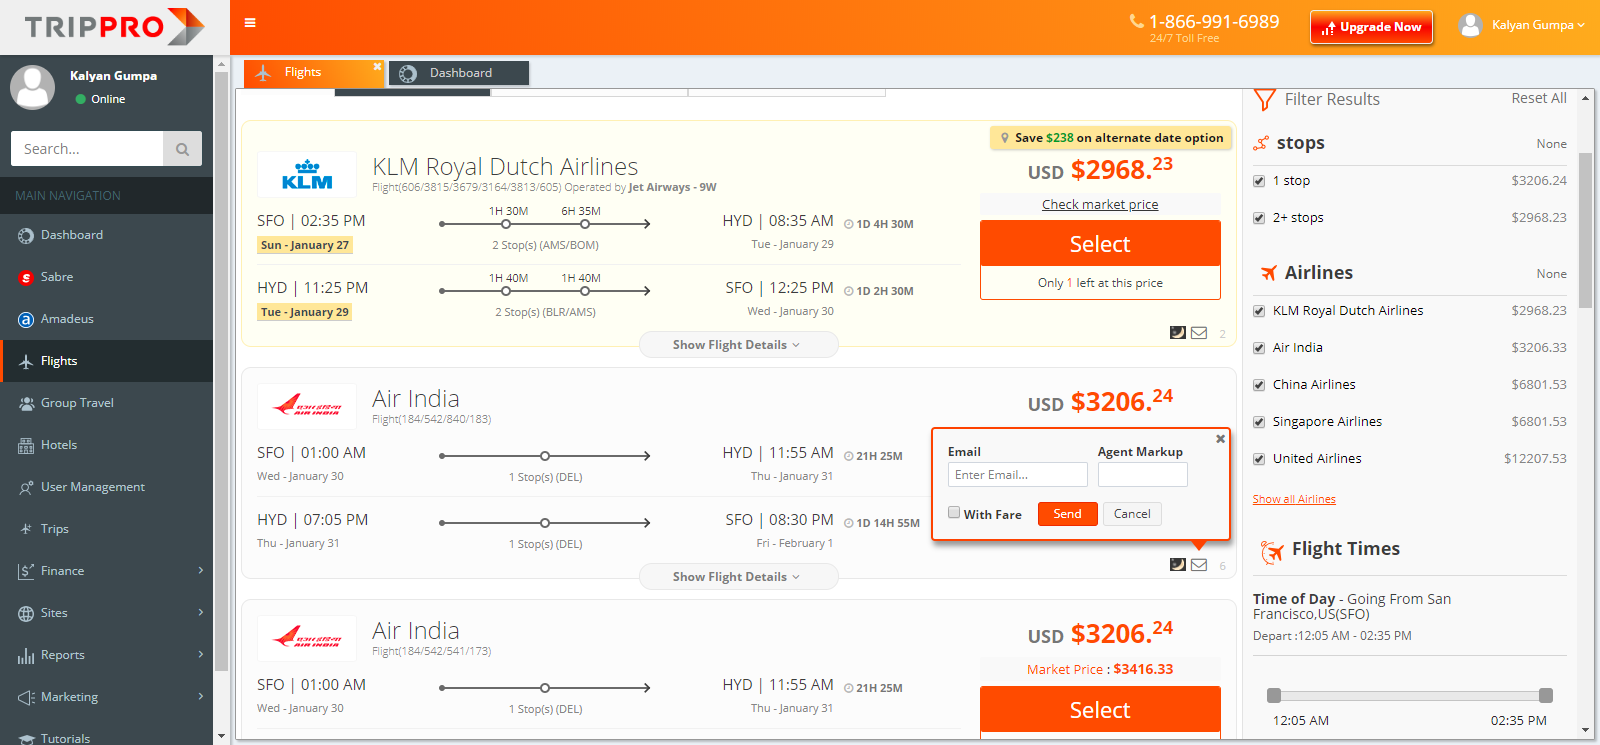 TRIPPRO
1-866-991-6989
24/7 Toll Free
Upgrade Now
Kalyan Gumpa
Kalyan Gumpa
Online
Search...
MAIN NAVIGATION
Dashboard
Sabre
Amadeus
Flights
Group Travel
Hotels
User Management
Trips
Finance
Sites
Reports
Marketing
Tutorials
Flights
Dashboard
Save $238 on alternate date option
KLM
KLM Royal Dutch Airlines
Flight(606/3815/3679/3164/3813/605) Operated by Jet Airways - 9W
USD $2968.23
Check market price
Select
Only 1 left at this price
SFO | 02:35 PM
1H 30M 6H 35M
HYD | 08:35 AM
1D 4H 30M
Sun - January 27
2 Stop(s) (AMS/BOM)
Tue - January 29
HYD | 11:25 PM
1H 40M 1H 40M
SFO | 12:25 PM
1D 2H 30M
Tue - January 29
2 Stop(s) (BLR/AMS)
Wed - January 30
Show Flight Details
2
AIR INDIA
Air India
Flight(184/542/840/183)
USD $3206.24
SFO | 01:00 AM
HYD | 11:55 AM
21H 25M
Wed - January 30
1 Stop(s) (DEL)
Thu - January 31
HYD | 07:05 PM
SFO | 08:30 PM
1D 14H 55M
Thu - January 31
1 Stop(s) (DEL)
Fri - February 1
Email
Agent Markup
Enter Email...
With Fare
Send
Cancel
Show Flight Details
6
AIR INDIA
Air India
Flight(184/542/541/173)
USD $3206.24
Market Price : $3416.33
Select
SFO | 01:00 AM
HYD | 11:55 AM
21H 25M
Wed - January 30
1 Stop(s) (DEL)
Thu - January 31
Filter Results
Reset All
stops
None
1 stop $3206.24
2+ stops $2968.23
Airlines
None
KLM Royal Dutch Airlines $2968.23
Air India $3206.33
China Airlines $6801.53
Singapore Airlines $6801.53
United Airlines $12207.53
Show all Airlines
Flight Times
Time of Day - Going From San
Francisco,US(SFO)
Depart :12:05 AM - 02:35 PM
12:05 AM 02:35 PM